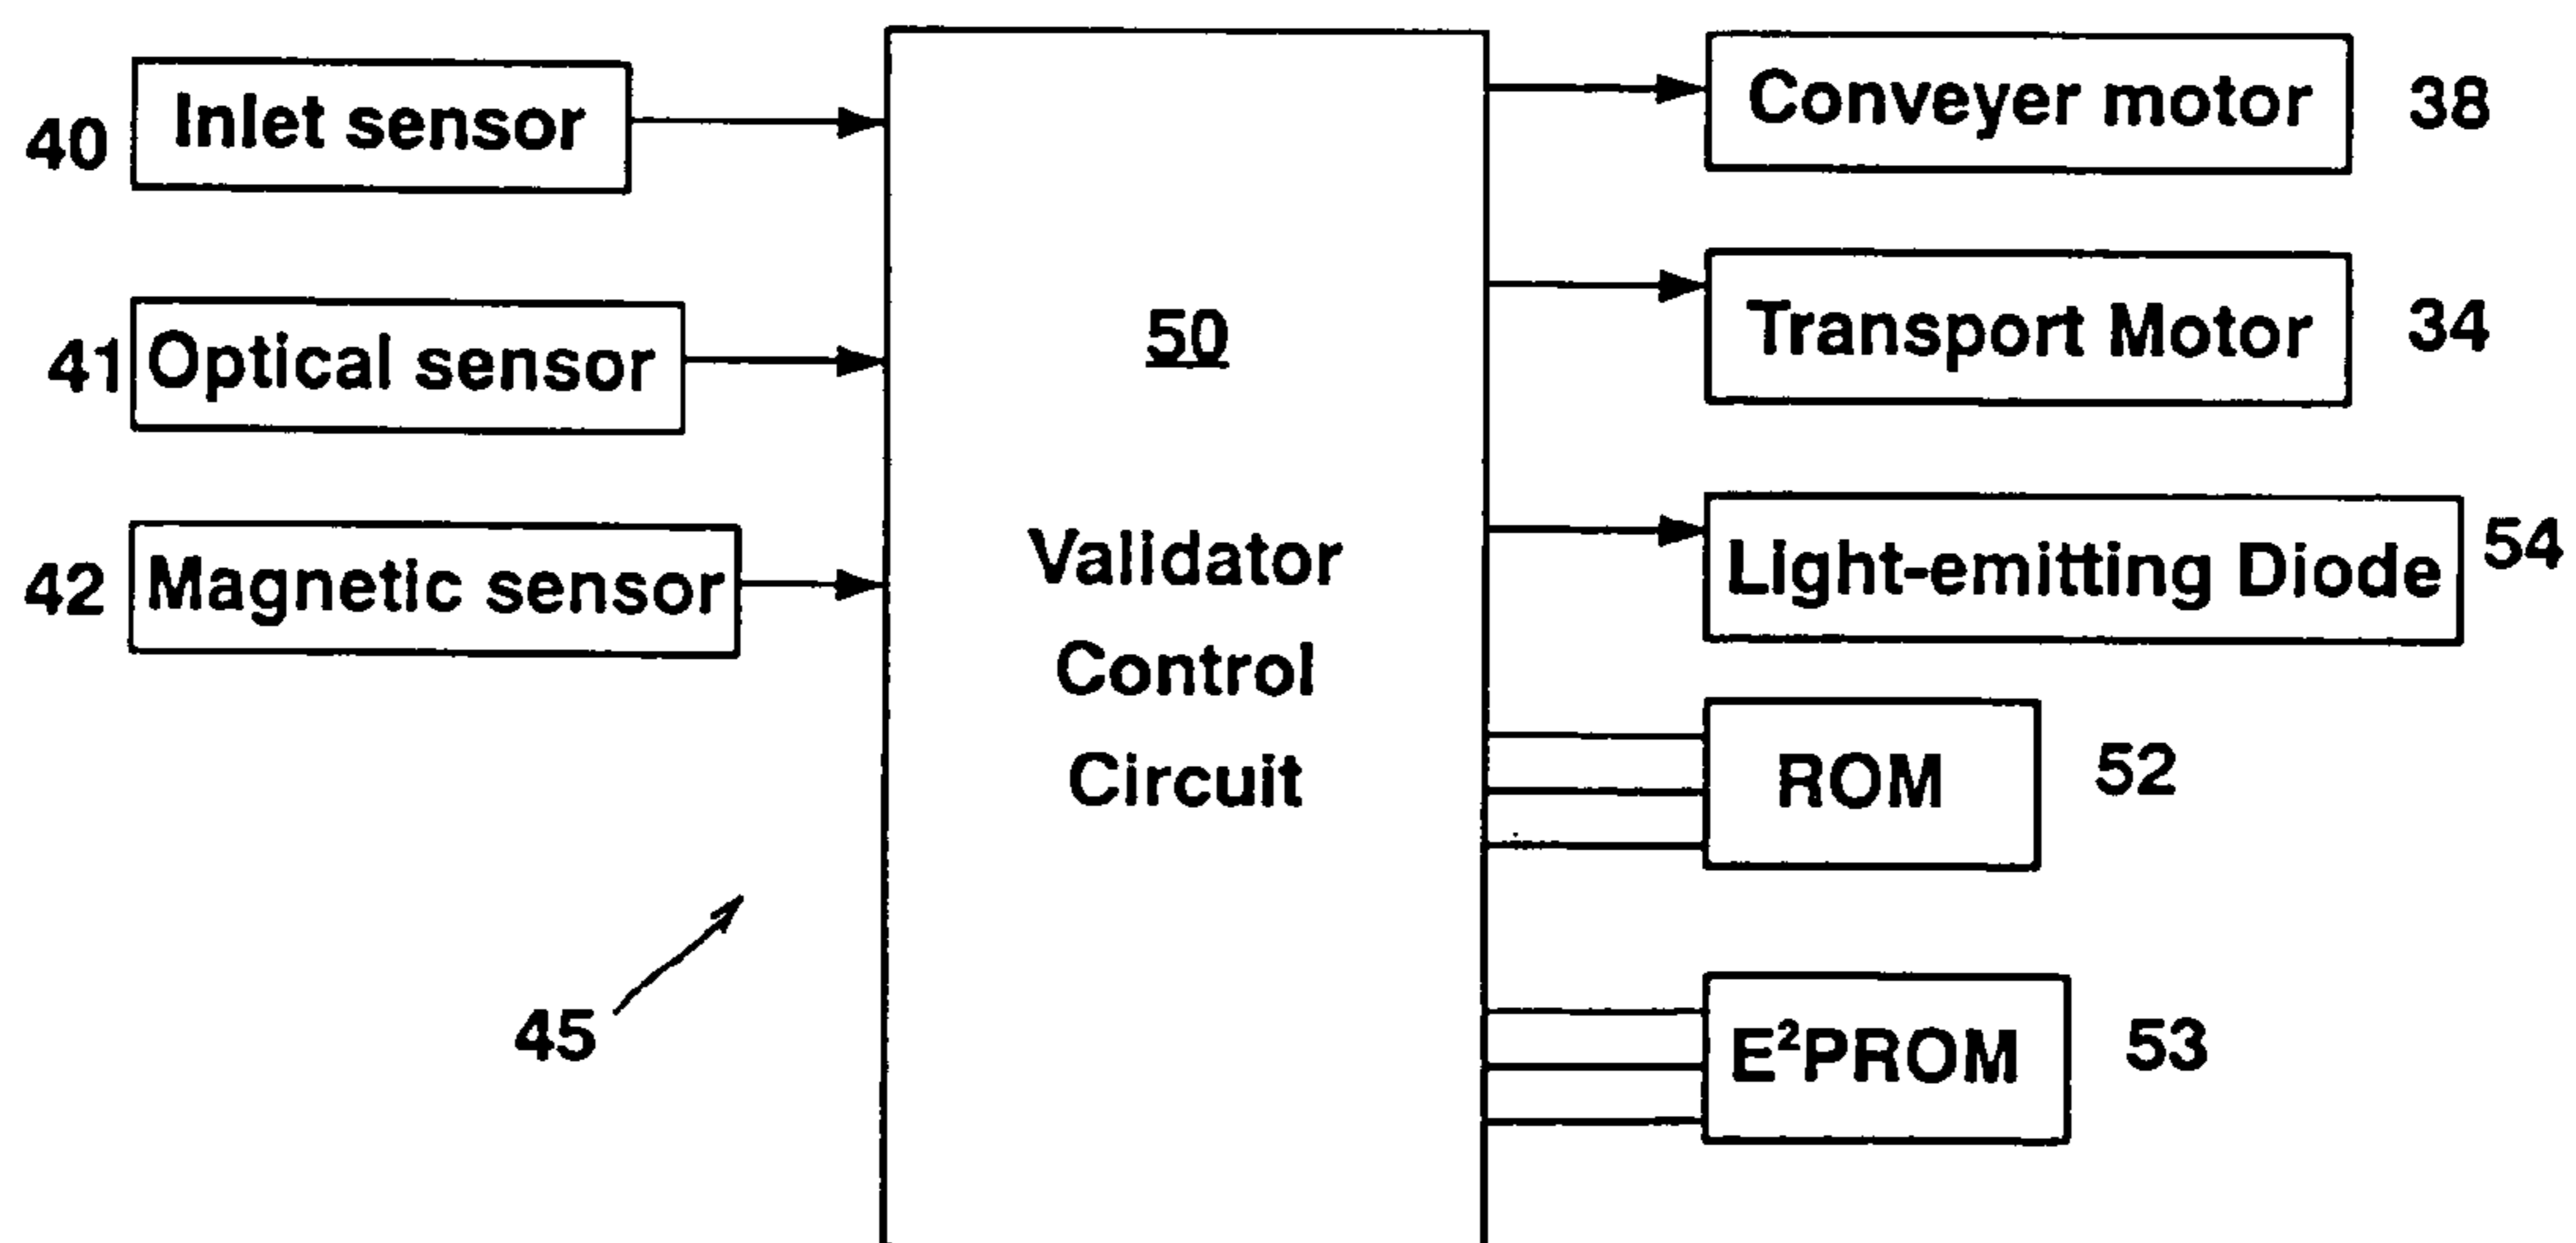 40 Inlet sensor
41 Optical sensor
42 Magnetic sensor
45
50
Validator
Control
Circuit
Conveyer motor 38
Transport Motor 34
Light-emitting Diode 54
ROM 52
E²PROM 53